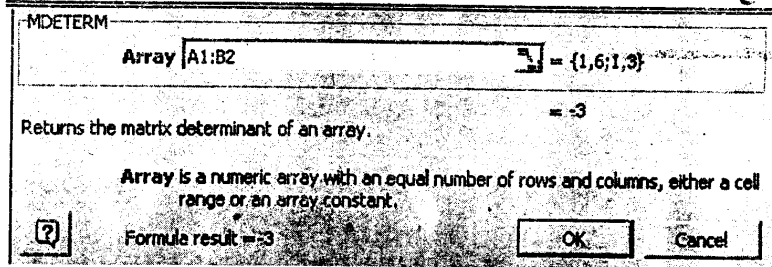 MDETERM
Array A1:B2 = {1,6;1,3}
= -3
Returns the matrix determinant of an array.
Array is a numeric array with an equal number of rows and columns, either a cell
range or an array constant.
? Formula result =-3 OK Cancel